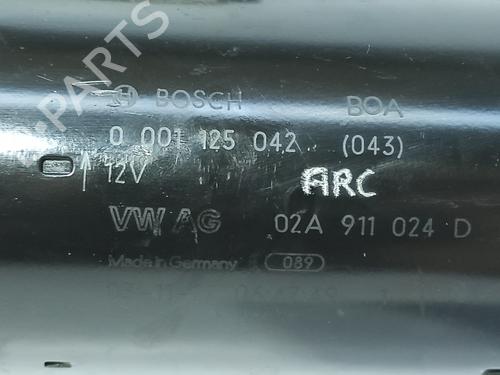 PARTS
BOSCH BOA
0 001 125 042 (043)
12V ARC
VW AG 02A 911 024 D
Made in Germany 089